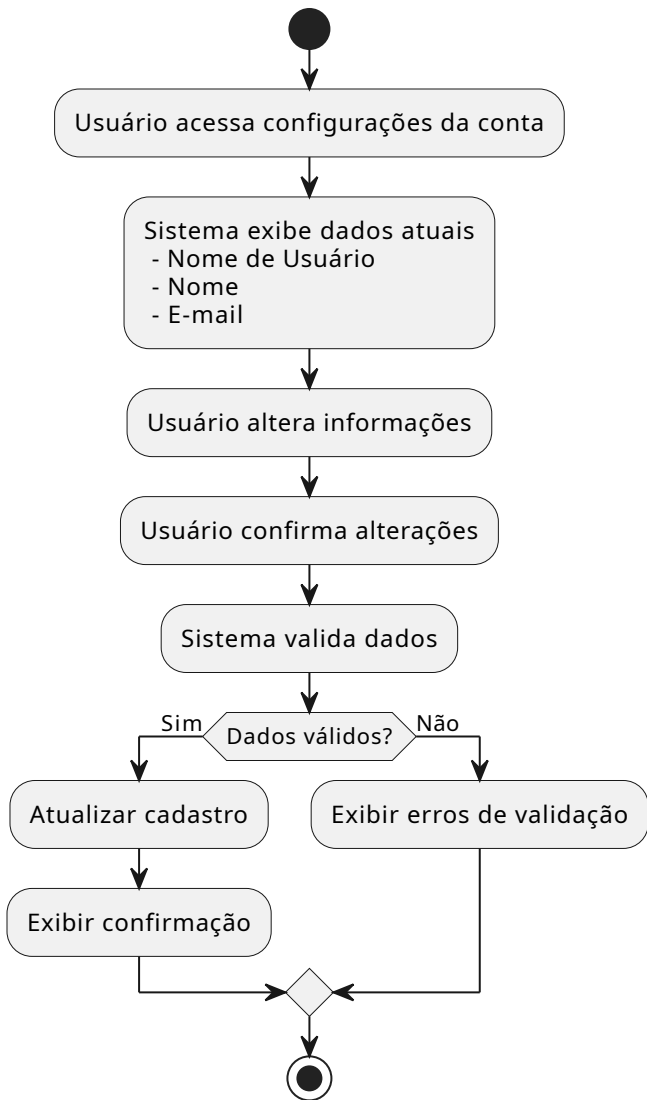 Usuário acessa configurações da conta
Sistema exibe dados atuais
- Nome de Usuário
- Nome
- E-mail
Usuário altera informações
Usuário confirma alterações
Sistema valida dados
Sim
Dados válidos?
Não
Atualizar cadastro
Exibir erros de validação
Exibir confirmação